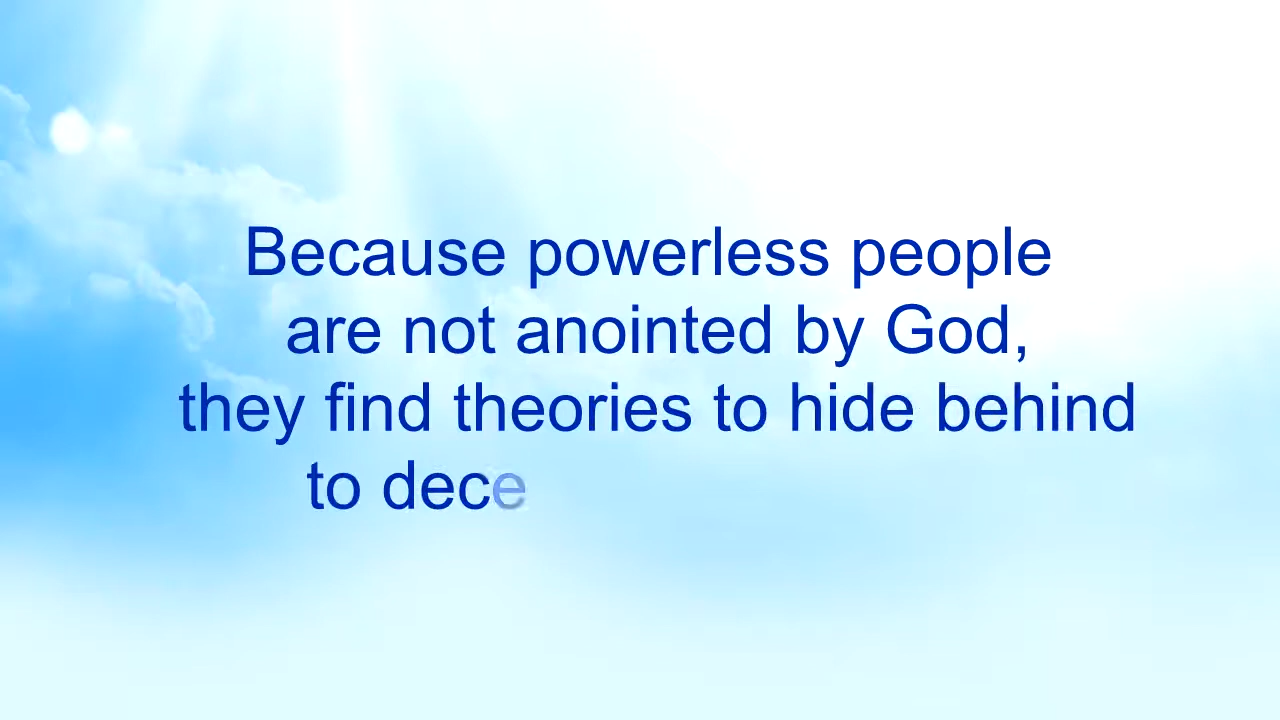 Because powerless people
are not anointed by God,
they find theories to hide behind
to dece